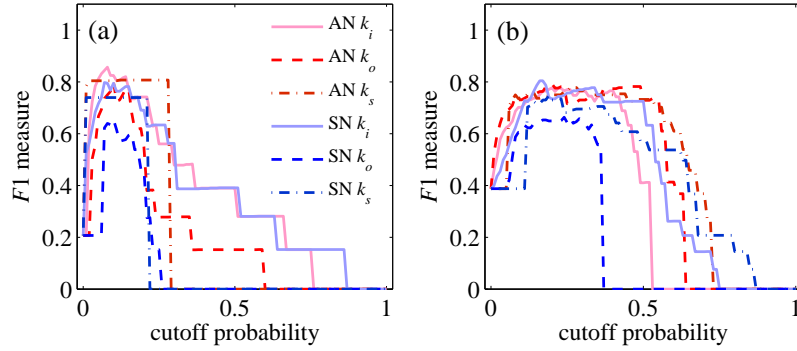 (a)
F1 measure
1
0.8
0.6
0.4
0.2
0
0
0.5
1
cutoff probability
AN k_i
AN k_o
AN k_s
SN k_i
SN k_o
SN k_s
(b)
F1 measure
1
0.8
0.6
0.4
0.2
0
0
0.5
1
cutoff probability